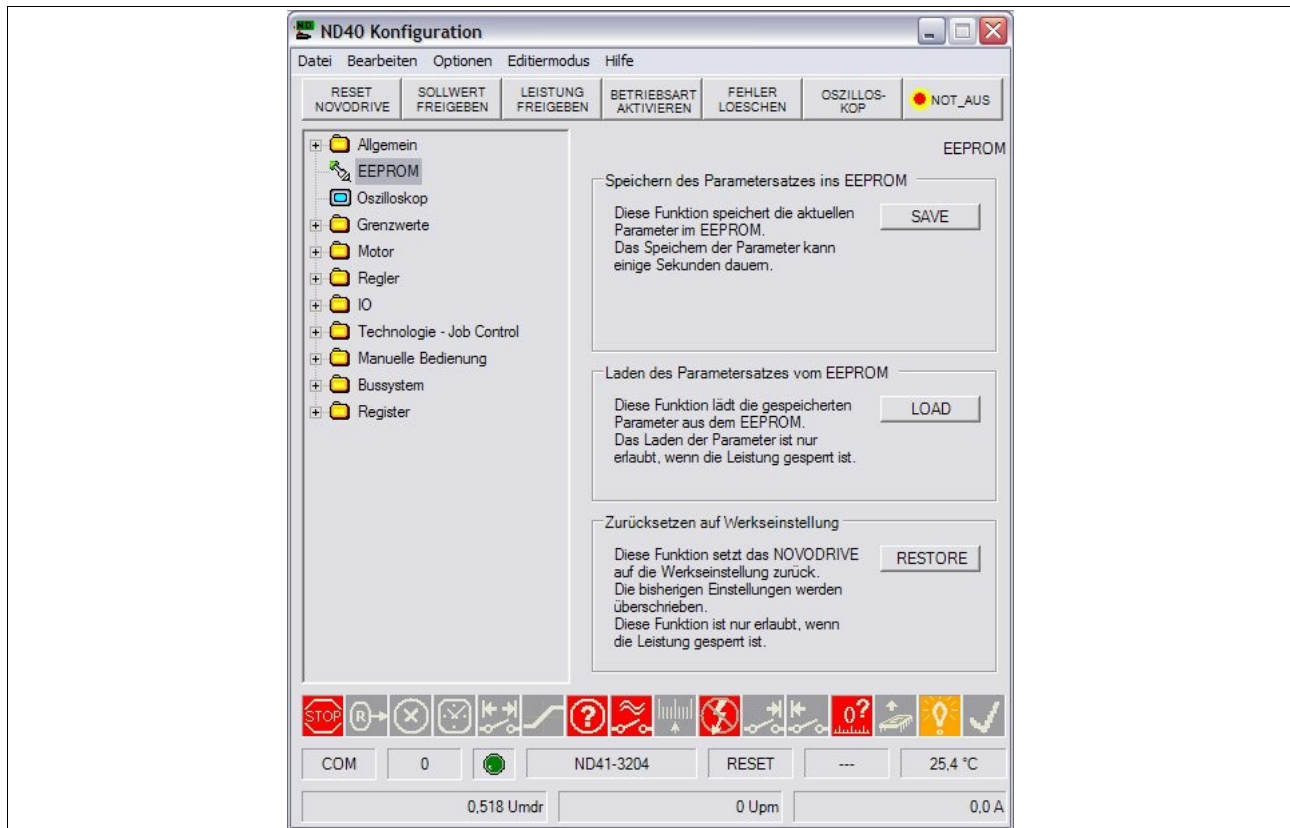 ND40 Konfiguration
Datei Bearbeiten Optionen Editiermodus Hilfe
RESET NOVODRIVE
SOLLWERT FREIGEBEN
LEISTUNG FREIGEBEN
BETRIEBSART AKTIVIEREN
FEHLER LOESCHEN
OSZILLOS-KOP
NOT_AUS
Allgemein
EEPROM
Oszilloskop
Grenzwerte
Motor
Regler
IO
Technologie - Job Control
Manuelle Bedienung
Bussystem
Register
EEPROM
Speichern des Parametersatzes ins EEPROM
Diese Funktion speichert die aktuellen
Parameter im EEPROM.
Das Speichern der Parameter kann
einige Sekunden dauern.
SAVE
Laden des Parametersatzes vom EEPROM
Diese Funktion lädt die gespeicherten
Parameter aus dem EEPROM.
Das Laden der Parameter ist nur
erlaubt, wenn die Leistung gesperrt ist.
LOAD
Zurücksetzen auf Werkseinstellung
Diese Funktion setzt das NOVODRIVE
auf die Werkseinstellung zurück.
Die bisherigen Einstellungen werden
überschrieben.
Diese Funktion ist nur erlaubt, wenn
die Leistung gesperrt ist.
RESTORE
STOP
R
?
0?
COM 0 ND41-3204 RESET --- 25,4 °C
0,518 Umdr 0 Upm 0,0 A